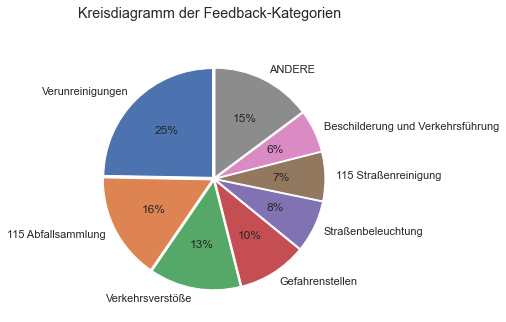 Kreisdiagramm der Feedback-Kategorien
ANDERE
Verunreinigungen
15%
25%
Beschilderung und Verkehrsführung
6%
7%
115 Straßenreinigung
16%
8%
115 Abfallsammlung
10%
Straßenbeleuchtung
13%
Gefahrenstellen
Verkehrsverstöße